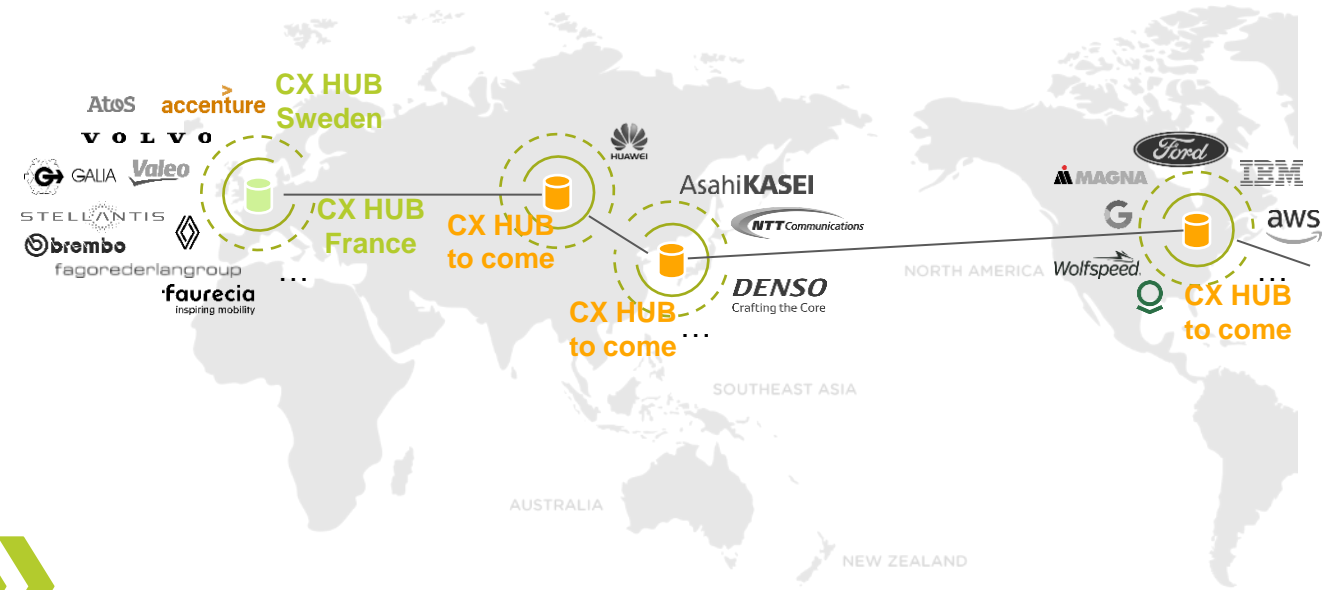 CX HUB
Sweden
Atos
accenture
VOLVO
GALIA
Valeo
STELLANTIS
brembo
fagorederlangroup
faurecia
inspiring mobility
...
CX HUB
France
HUAWEI
CX HUB
to come
AsahiKASEI
NTT Communications
DENSO
Crafting the Core
CX HUB
to come
...
Ford
MAGNA
IBM
G
aws
Wolfspeed
...
CX HUB
to come
NORTH AMERICA
SOUTHEAST ASIA
AUSTRALIA
NEW ZEALAND